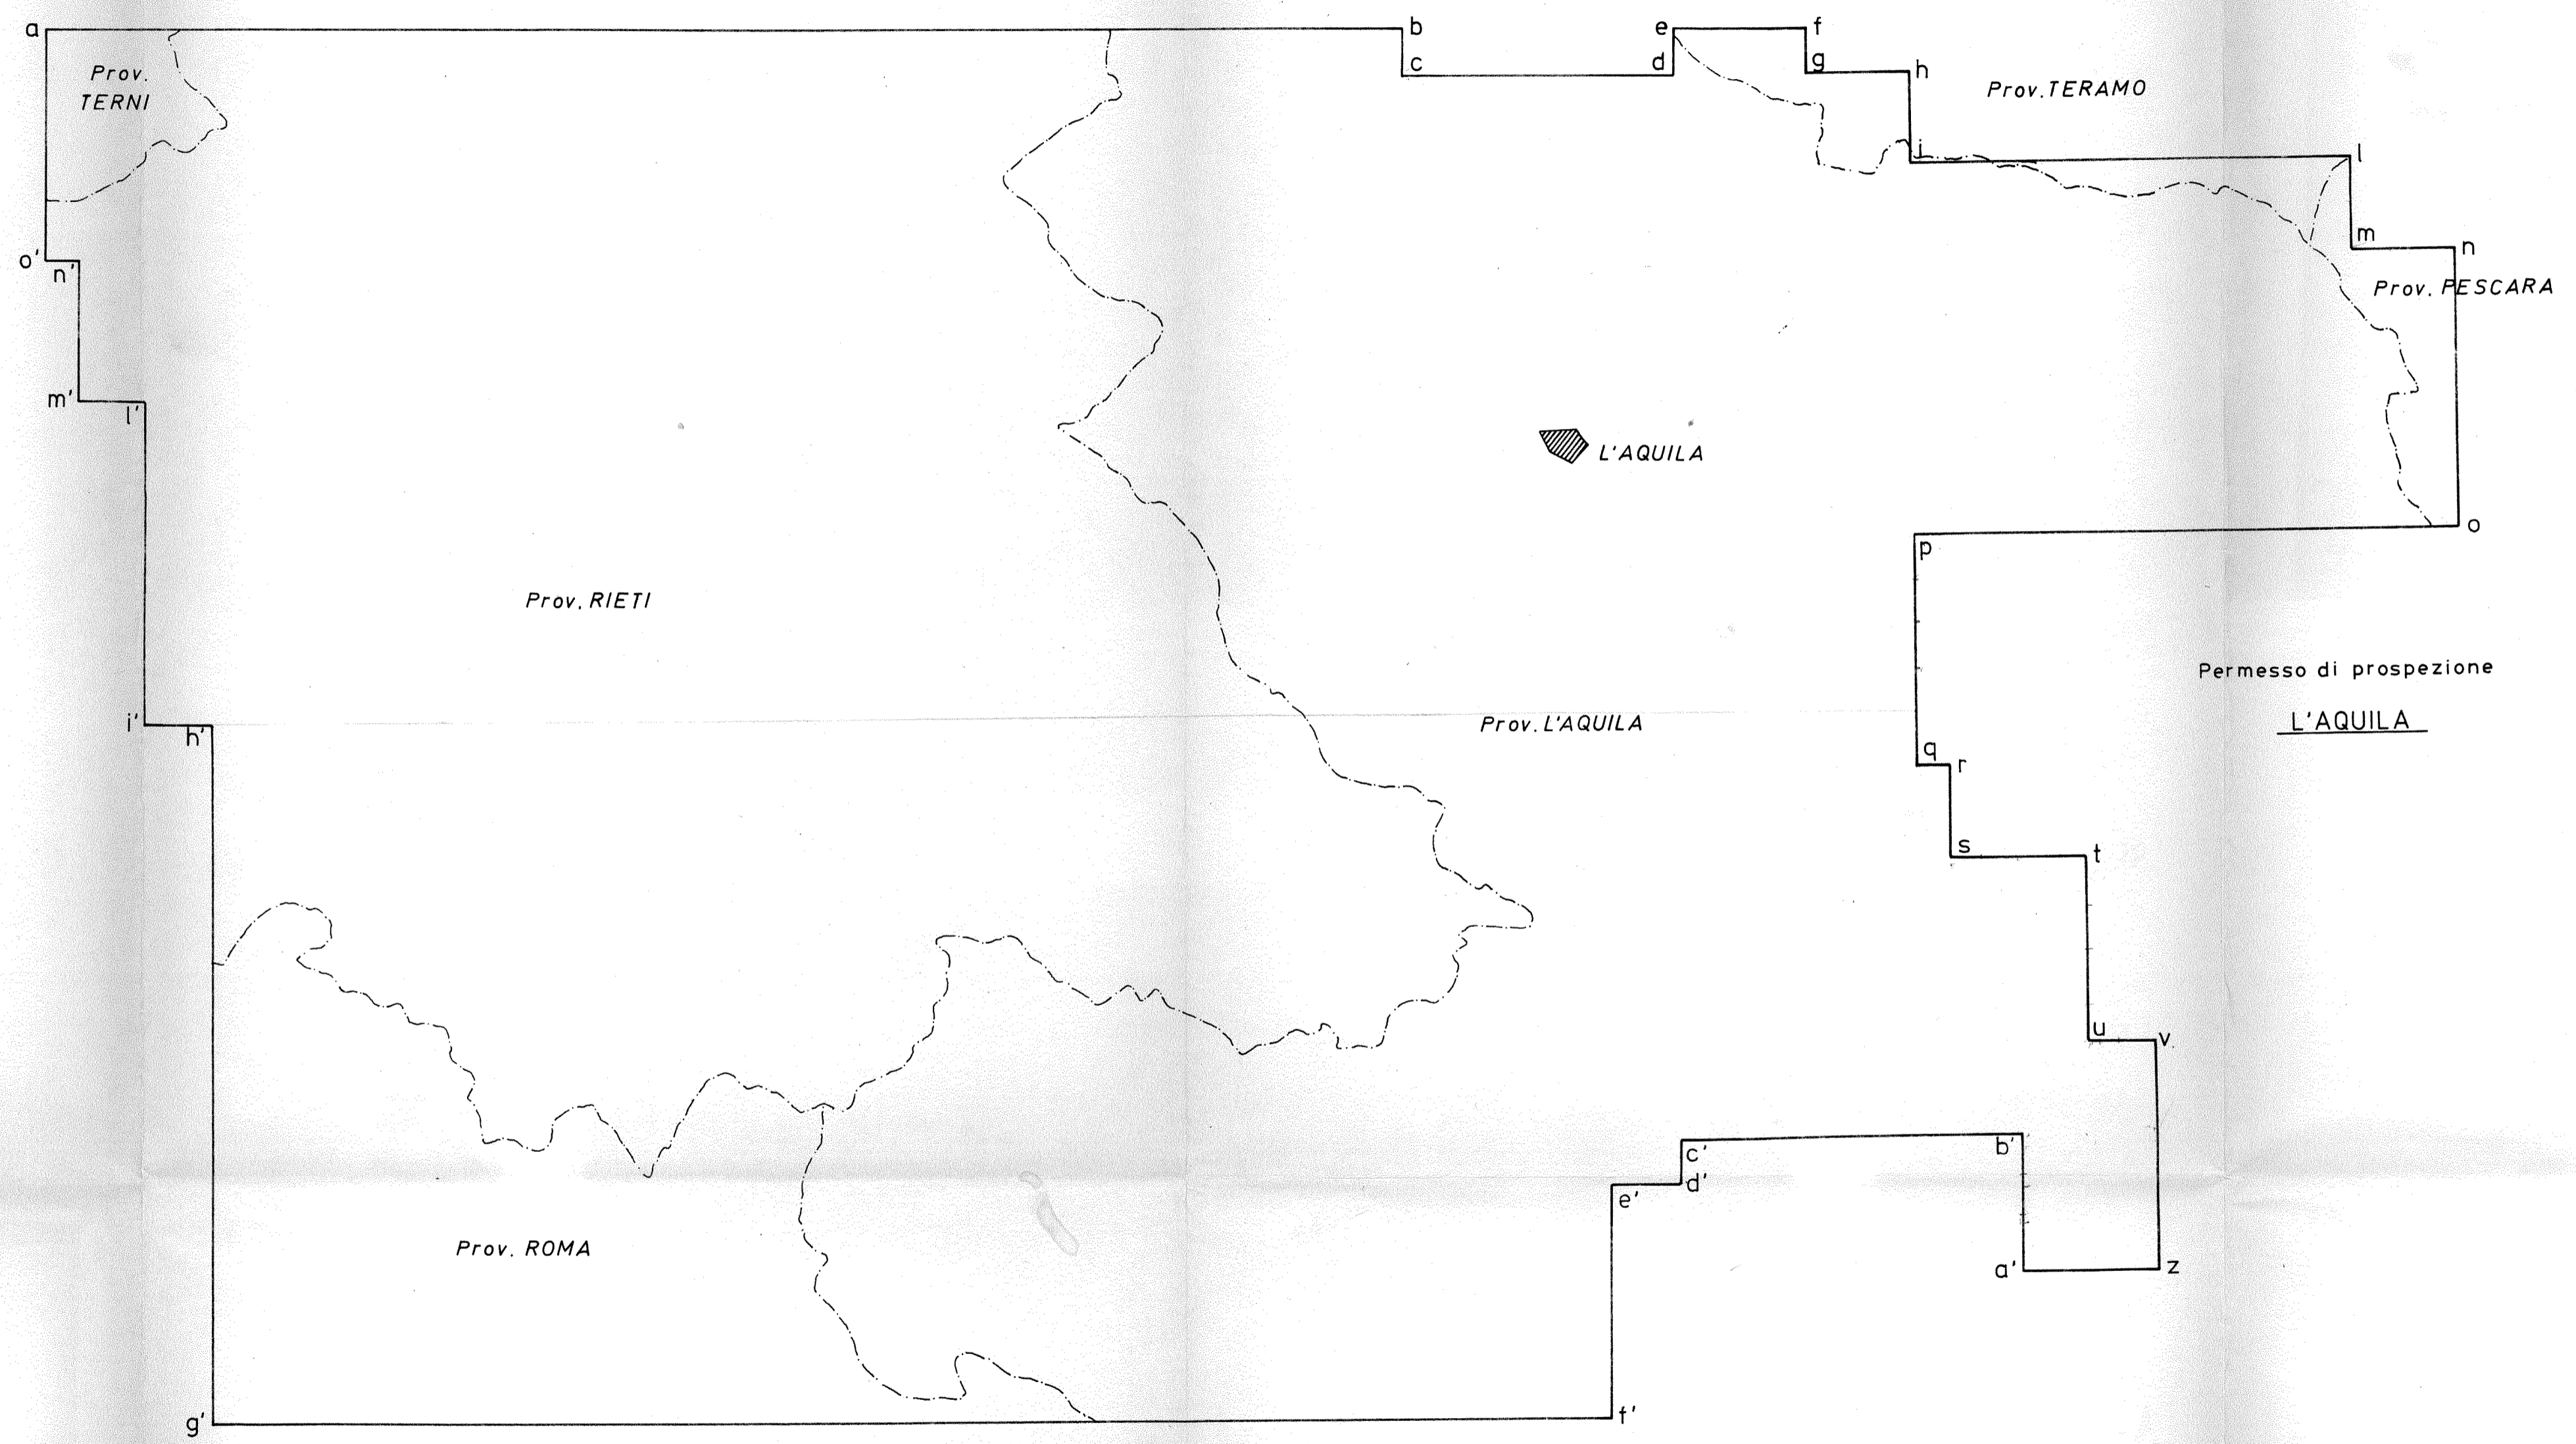 a
b
c
d
e
f
g
h
Prov.
TERNI
Prov. TERAMO
i
l
m
n
o'
n'
Prov. PESCARA
m'
l'
L'AQUILA
o
p
Prov. RIETI
Permesso di prospezione
L'AQUILA
i'
h'
Prov. L'AQUILA
q
r
s
t
u
v
c'
b'
d'
e'
Prov. ROMA
a'
z
g'
f'